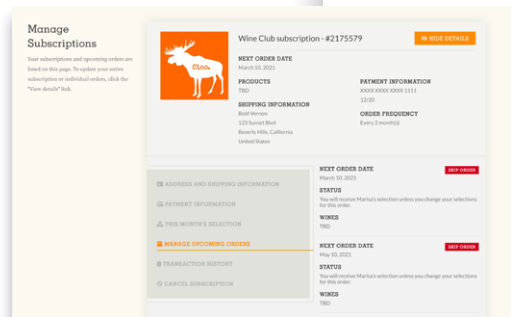 Manage
Subscriptions
Your subscriptions and upcoming orders are
listed on this page. To update your entire
subscription or individual orders, click the
"View details" link.
Cinos
Wine Club subscription - #2175579
HIDE DETAILS
NEXT ORDER DATE
March 10, 2021
PRODUCTS
TBD
SHIPPING INFORMATION
Bold Vernon
123 Sunset Blvd
Beverly Hills, California
United States
PAYMENT INFORMATION
XXXX XXXX XXXX 1111
12/20
ORDER FREQUENCY
Every 2 month(s)
ADDRESS AND SHIPPING INFORMATION
PAYMENT INFORMATION
THIS MONTH'S SELECTION
MANAGE UPCOMING ORDERS
TRANSACTION HISTORY
CANCEL SUBSCRIPTION
NEXT ORDER DATE
SKIP ORDER
March 10, 2021
STATUS
You will receive Marisa's selection unless you change your selections
for this order.
WINES
TBD
NEXT ORDER DATE
SKIP ORDER
May 10, 2021
STATUS
You will receive Marisa's selection unless you change your selections
for this order.
WINES
TBD